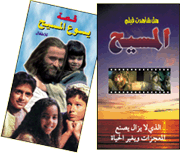 قصة
يسوع المسيح
للأطفال
هل شاهدت فيلم
المسيح
الذي لا يزال يصنع
المعجزات ويغير الحياة